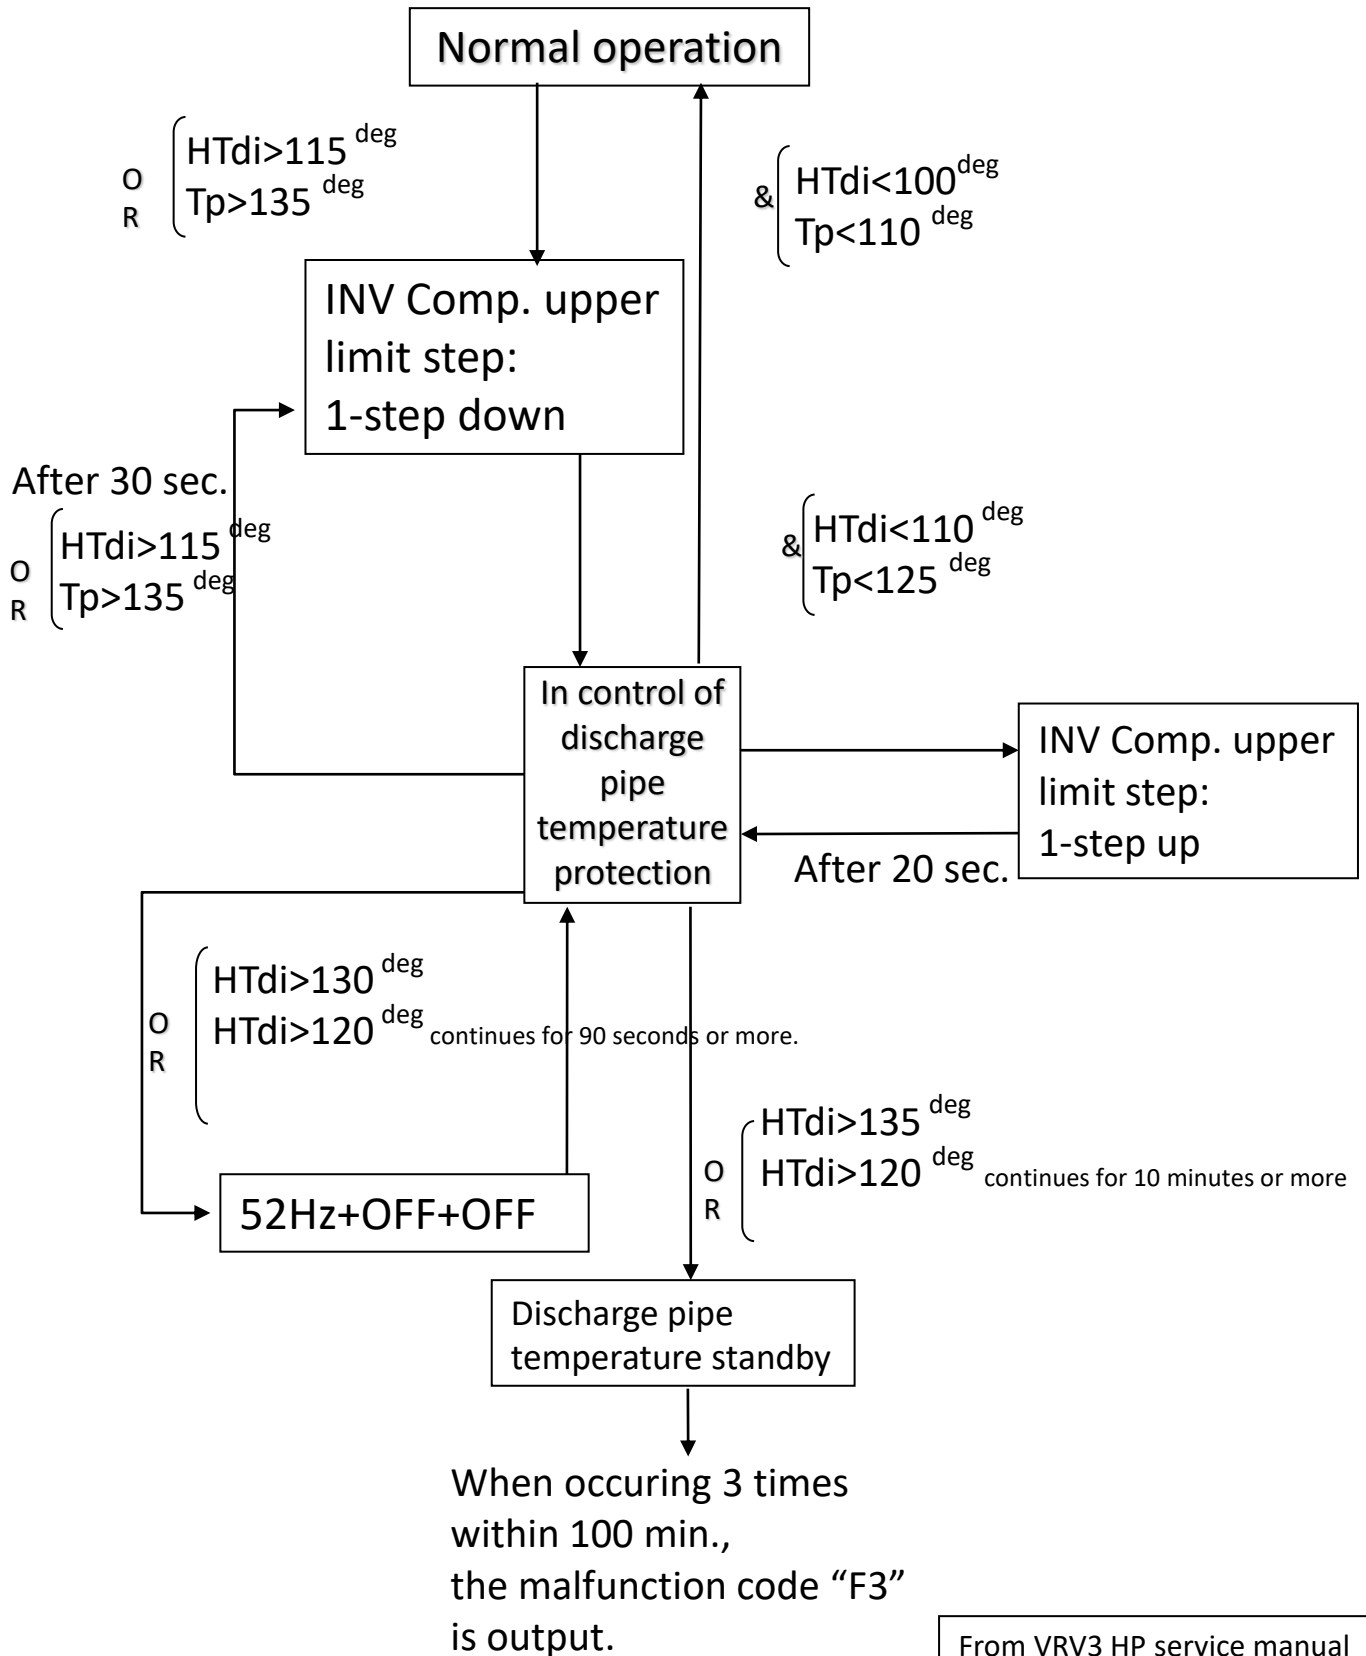 Normal operation
HTdi>115 deg
O
R
Tp>135 deg
& HTdi<100 deg
Tp<110 deg
INV Comp. upper
limit step:
1-step down
After 30 sec.
HTdi>115 deg
O
R
Tp>135 deg
& HTdi<110 deg
Tp<125 deg
In control of
discharge
pipe
temperature
protection
INV Comp. upper
limit step:
1-step up
After 20 sec.
HTdi>130 deg
O
R
HTdi>120 deg continues for 90 seconds or more.
HTdi>135 deg
O
R
HTdi>120 deg continues for 10 minutes or more
52Hz+OFF+OFF
Discharge pipe
temperature standby
When occuring 3 times
within 100 min.,
the malfunction code “F3”
is output.
From VRV3 HP service manual